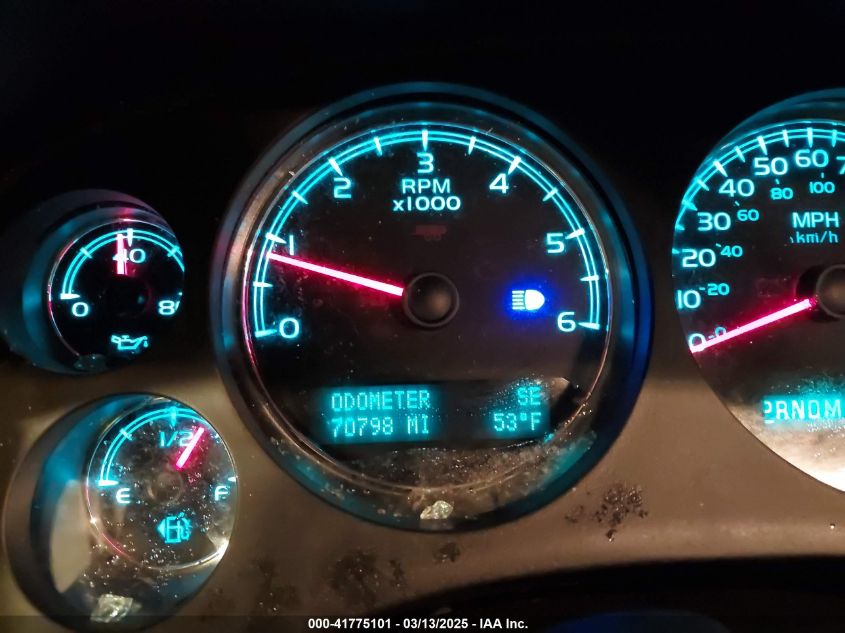 0 40 80
E 1/2 F
0 1 2 3 4 5 6
RPM
x1000
ODOMETER SE
70798 MI 53°F
0 10 20 30 40 50 60
0 20 40 60 80 100
MPH
km/h
PRNDM
000-41775101 - 03/13/2025 - IAA Inc.